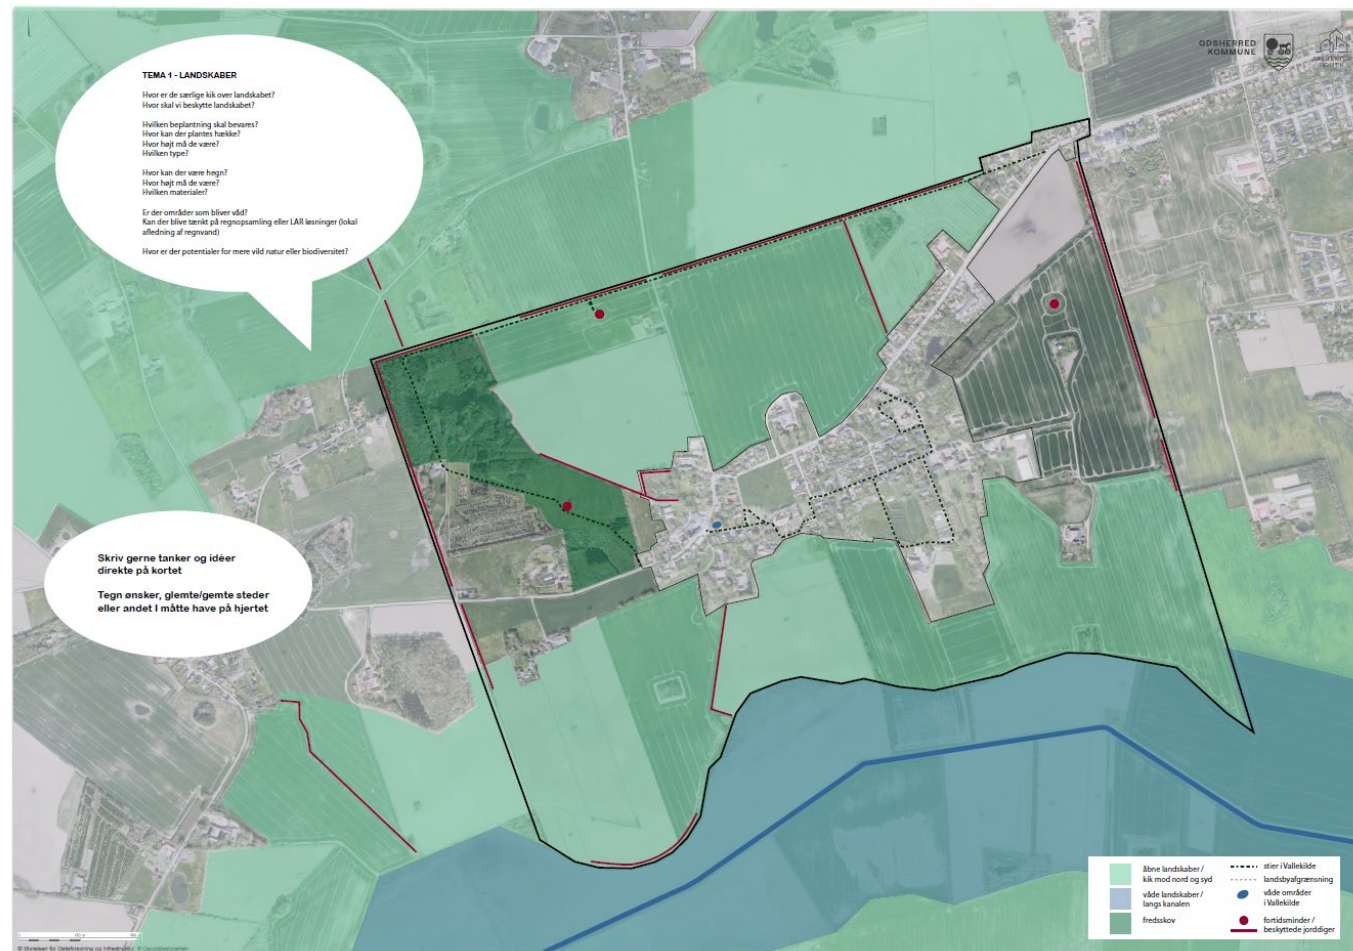 TEMA 1 - LANDSKABER
Hvor er de særlige kik over landskabet?
Hvor skal vi beskytte landskabet?
Hvilken beplantning skal bevares?
Hvor kan der plantes hække?
Hvor højt må de være?
Hvilken type?
Hvor kan der være hegn?
Hvor højt må de være?
Hvilken materialer?
Er der områder som bliver våd?
Kan der blive tænkt på regnopsamling eller LAR løsninger (lokal
afledning af regnvand)
Hvor er der potentialer for mere vild natur eller biodiversitet?
ODSHERRED
KOMMUNE
Skriv gerne tanker og idéer
direkte på kortet
Tegn ønsker, glemte/gemte steder
eller andet I måtte have på hjertet
åbne landskaber /
kik mod nord og syd
våde landskaber /
langs kanalen
fredsskov
stier i Vallekilde
landsbyafgrænsning
våde områder
i Vallekilde
fortidsminder /
beskyttede jorddiger
© Styrelsen for Dataforsyning og Infrastruktur, ©